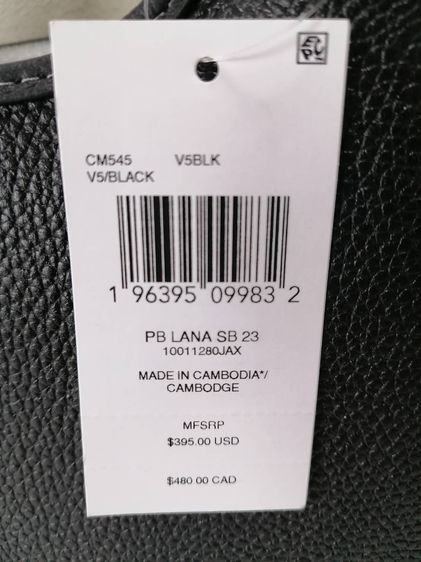 CM545 V5BLK
V5/BLACK
1 96395 09983 2
PB LANA SB 23
10011280JAX
MADE IN CAMBODIA*/
CAMBODGE
MFSRP
$395.00 USD
$480.00 CAD